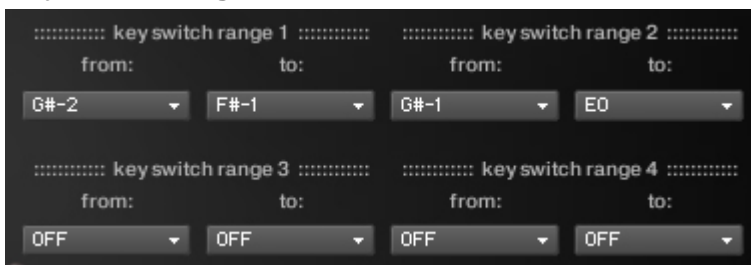 key switch range 1 key switch range 2
from: to: from: to:
G#-2 F#-1 G#-1 E0
key switch range 3 key switch range 4
from: to: from: to:
OFF OFF OFF OFF